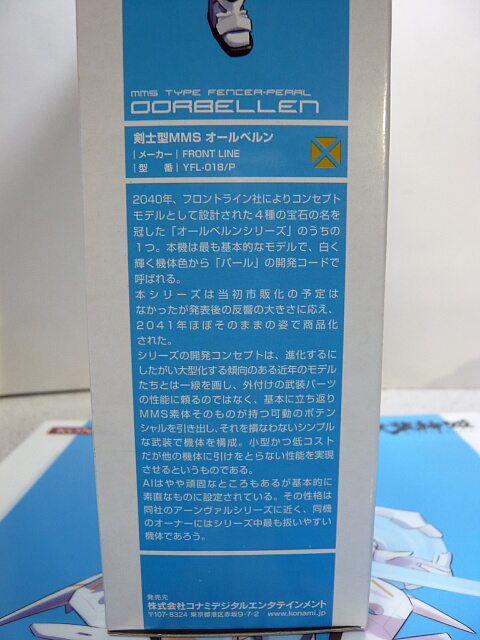 MMS TYPE FENCER-PEARL
OORBELLEN
剣士型MMS オールベルン
|メーカー| FRONT LINE
|型　番| YFL-018/P
2040年、フロントライン社によりコンセプト
モデルとして設計された4種の宝石の名を
冠した「オールベルンシリーズ」のうちの
1つ。本機は最も基本的なモデルで、白く
輝く機体色から「パール」の開発コードで
呼ばれる。
本シリーズは当初市販化の予定は
なかったが発表後の反響の大きさに応え、
2041年ほぼそのままの姿で商品化
された。
シリーズの開発コンセプトは、進化するに
したがい大型化する傾向のある近年のモデル
たちとは一線を画し、外付けの武装パーツ
の性能に頼るのではなく、基本に立ち返り
MMS素体そのものが持つ可動のポテン
シャルを引き出し、それを損なわないシンプル
な武装で機体を構成。小型かつ低コスト
だが他の機体に引けをとらない性能を実現
させるというものである。
AIはやや頑固なところもあるが基本的に
素直なものに設定されている。その性格は
同社のアーンヴァルシリーズに近く、同機
のオーナーにはシリーズ中最も扱いやすい
機体であろう。
発売元
株式会社コナミデジタルエンタテインメント
〒107-8324 東京都港区赤坂9-7-2 www.konami.jp/